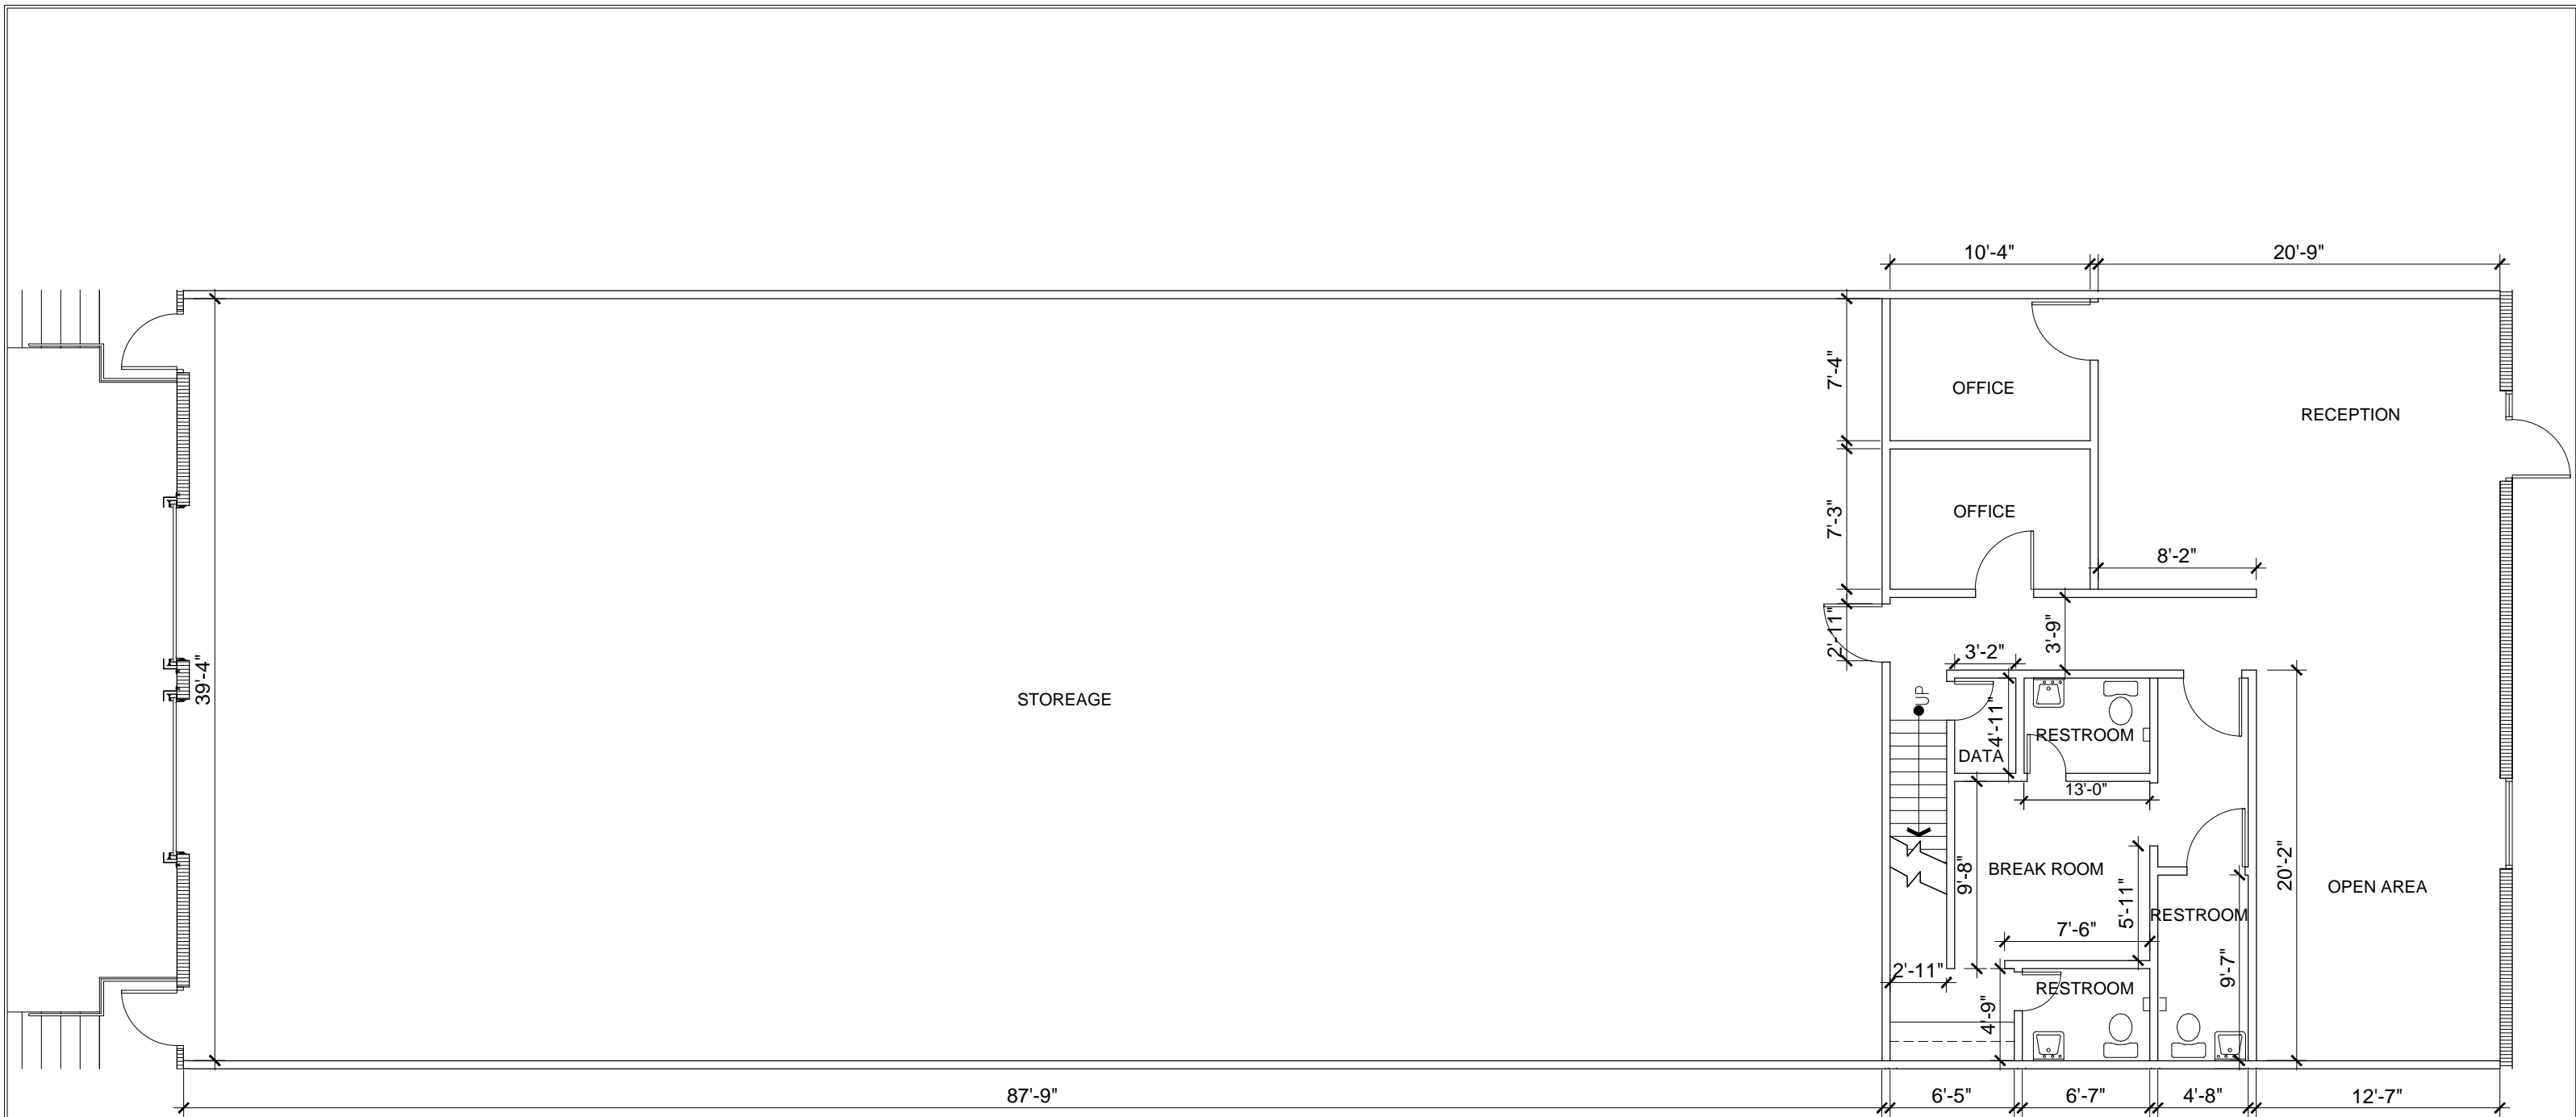 10'-4"
20'-9"
7'-4"
OFFICE
RECEPTION
7'-3"
OFFICE
8'-2"
2'-11"
3'-9"
3'-2"
39'-4"
STOREAGE
UP
4'-11"
RESTROOM
DATA
13'-0"
9'-8"
BREAK ROOM
5'-11"
20'-2"
OPEN AREA
RESTROOM
7'-6"
9'-7"
2'-11"
RESTROOM
4'-9"
87'-9"
6'-5"
6'-7"
4'-8"
12'-7"